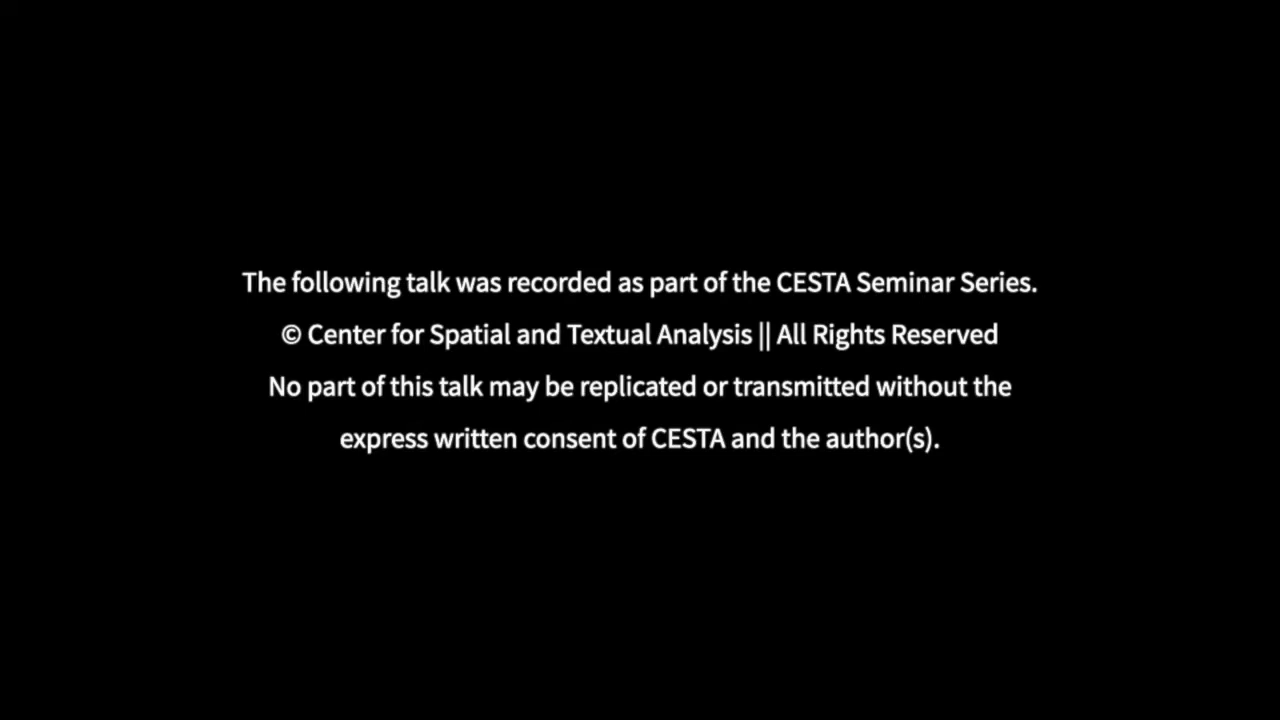 The following talk was recorded as part of the CESTA Seminar Series.
© Center for Spatial and Textual Analysis || All Rights Reserved
No part of this talk may be replicated or transmitted without the
express written consent of CESTA and the author(s).